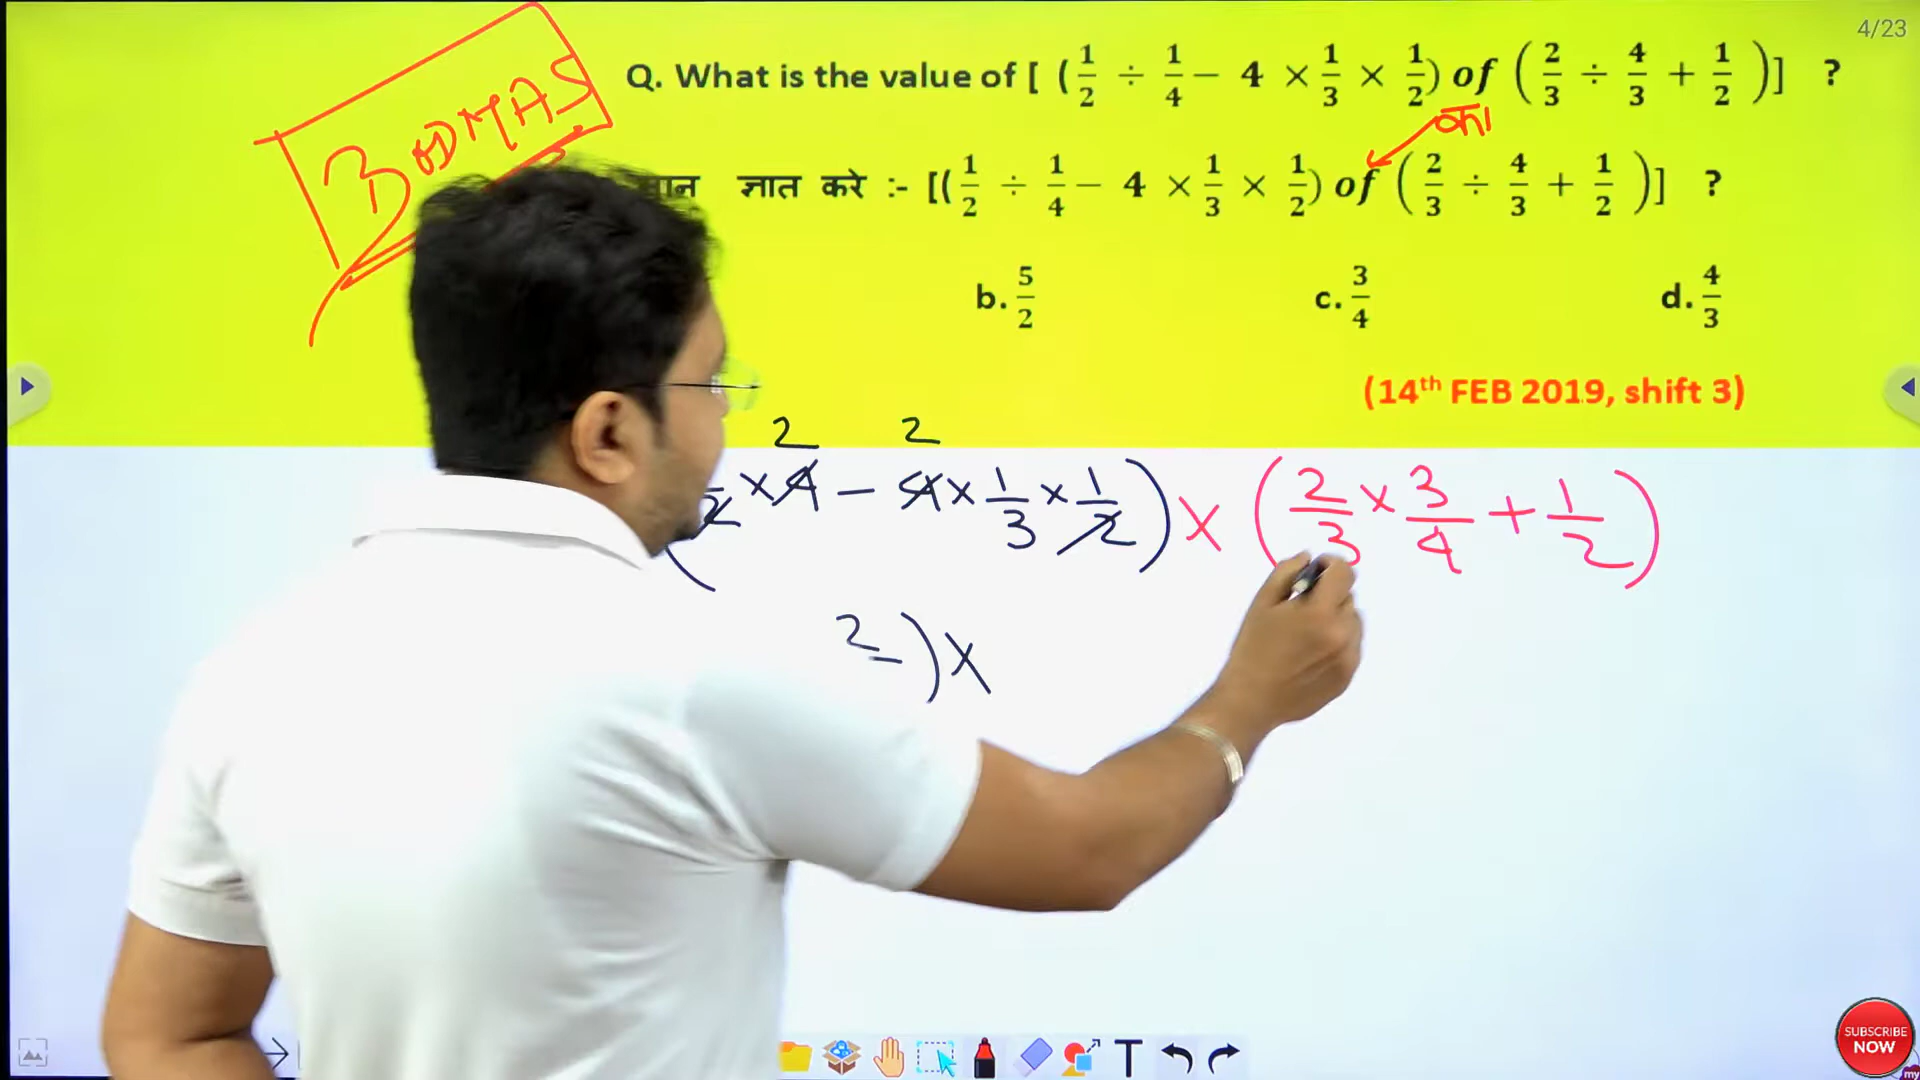 4/23
BODMAS
Q. What is the value of [ (1/2 ÷ 1/4 − 4 × 1/3 × 1/2) of (2/3 ÷ 4/3 + 1/2 )] ?
का
मान ज्ञात करे :- [(1/2 ÷ 1/4 − 4 × 1/3 × 1/2) of (2/3 ÷ 4/3 + 1/2 )] ?
b. 5/2 c. 3/4 d. 4/3
(14th FEB 2019, shift 3)
2 2
2 × 4 − 4 × 1/3 × 1/2 ) × ( 2/3 × 3/4 + 1/2 )
2 ) ×
T
SUBSCRIBE
NOW
my